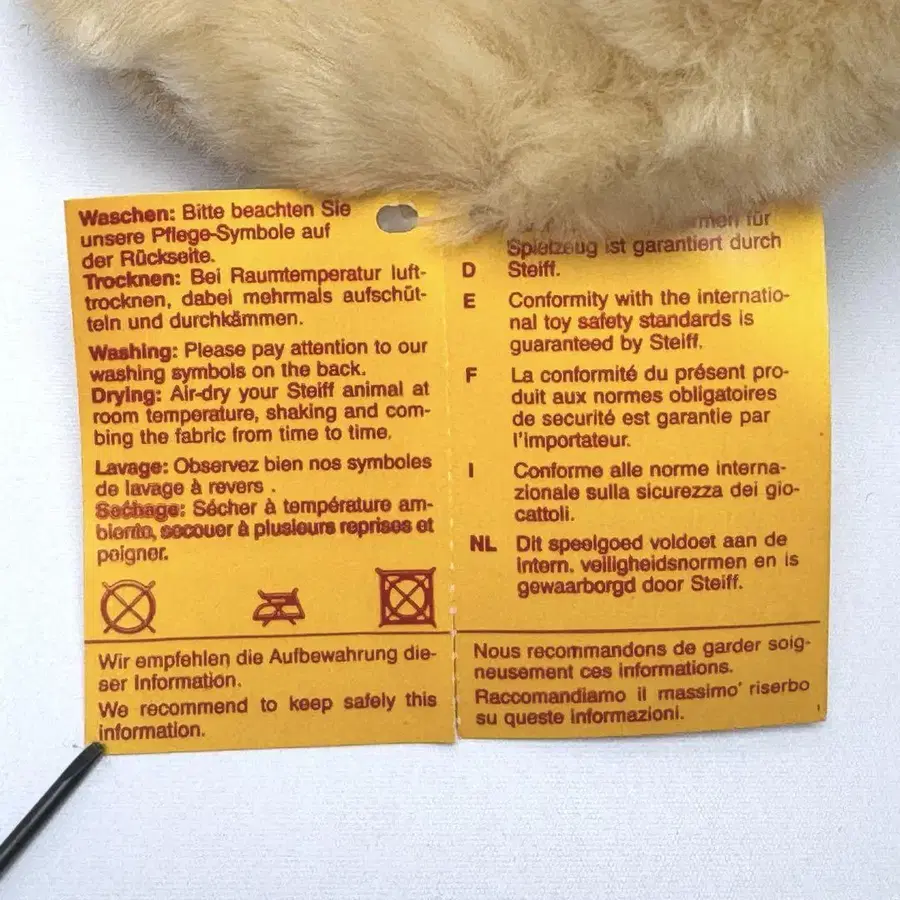 Waschen: Bitte beachten Sie
unsere Pflege-Symbole auf
der Rückseite.
Trocknen: Bei Raumtemperatur luft-
trocknen, dabei mehrmals aufschüt-
teln und durchkämmen.
Washing: Please pay attention to our
washing symbols on the back.
Drying: Air-dry your Steiff animal at
room temperature, shaking and com-
bing the fabric from time to time.
Lavage: Observez bien nos symboles
de lavage à revers .
Sechage: Sécher à température am-
biente, secouer à plusieurs reprises et
peigner.
Wir empfehlen die Aufbewahrung die-
ser Information.
We recommend to keep safely this
information.
für
Spielzeug ist garantiert durch
D Steiff.
E Conformity with the internatio-
nal toy safety standards is
guaranteed by Steiff.
F La conformité du présent pro-
duit aux normes obligatoires
de securité est garantie par
l'importateur.
I Conforme alle norme interna-
zionale sulla sicurezza dei gio-
cattoli.
NL Dit speelgoed voldoet aan de
intern. veiligheidsnormen en is
gewaarborgd door Steiff.
Nous recommandons de garder soig-
neusement ces informations.
Raccomandiamo il massimo' riserbo
su queste informazioni.